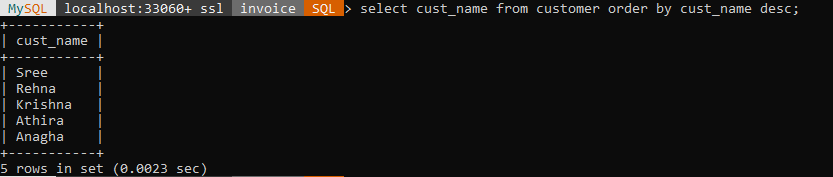 MySQL localhost:33060+ ssl invoice SQL > select cust_name from customer order by cust_name desc;
+-----------+
| cust_name |
+-----------+
| Sree      |
| Rehna     |
| Krishna   |
| Athira    |
| Anagha    |
+-----------+
5 rows in set (0.0023 sec)